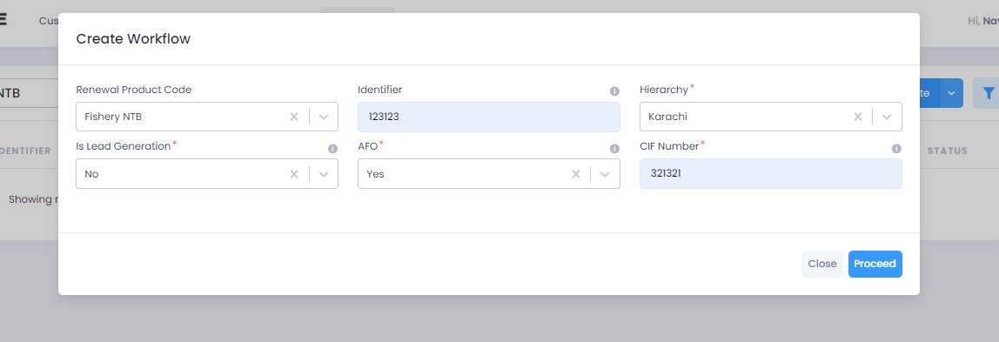 Cus
Hi, Nav
Create Workflow
NTB
te
Renewal Product Code
Identifier
Hierarchy*
Fishery NTB
123123
Karachi
Is Lead Generation*
AFO*
CIF Number*
DENTIFIER
STATUS
No
Yes
321321
Showing r
Close
Proceed